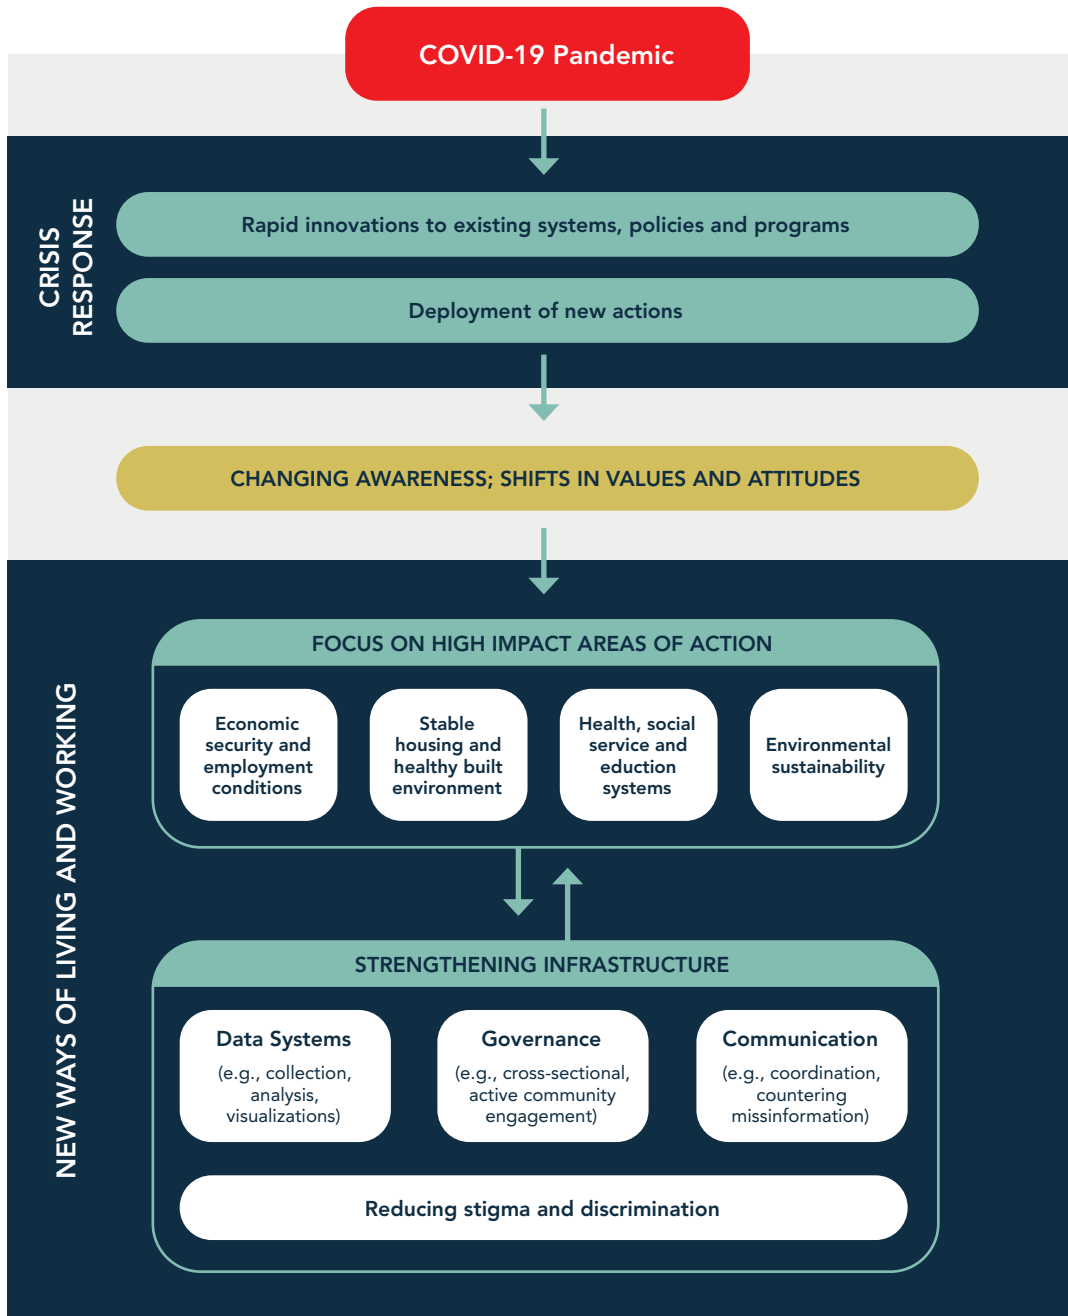 COVID-19 Pandemic
CRISIS
RESPONSE
Rapid innovations to existing systems, policies and programs
Deployment of new actions
CHANGING AWARENESS; SHIFTS IN VALUES AND ATTITUDES
NEW WAYS OF LIVING AND WORKING
FOCUS ON HIGH IMPACT AREAS OF ACTION
Economic
security and
employment
conditions
Stable
housing and
healthy built
environment
Health, social
service and
eduction
systems
Environmental
sustainability
STRENGTHENING INFRASTRUCTURE
Data Systems
(e.g., collection,
analysis,
visualizations)
Governance
(e.g., cross-sectional,
active community
engagement)
Communication
(e.g., coordination,
countering
missinformation)
Reducing stigma and discrimination